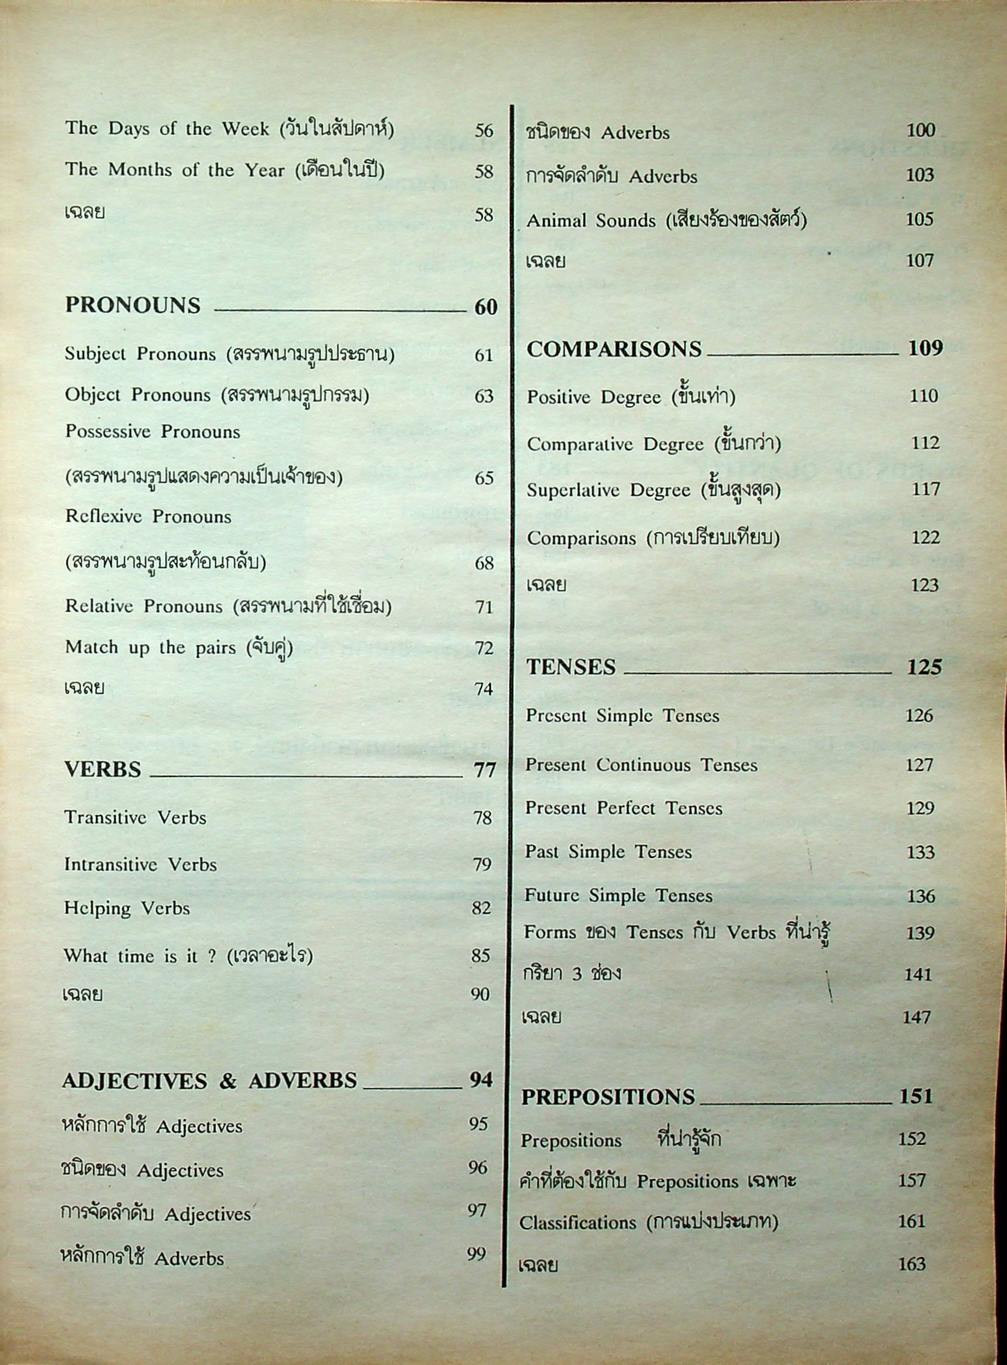 The Days of the Week (วันในสัปดาห์) 56
The Months of the Year (เดือนในปี) 58
เฉลย 58
PRONOUNS 60
Subject Pronouns (สรรพนามรูปประธาน) 61
Object Pronouns (สรรพนามรูปกรรม) 63
Possessive Pronouns
(สรรพนามรูปแสดงความเป็นเจ้าของ) 65
Reflexive Pronouns
(สรรพนามรูปสะท้อนกลับ) 68
Relative Pronouns (สรรพนามที่ใช้เชื่อม) 71
Match up the pairs (จับคู่) 72
เฉลย 74
VERBS 77
Transitive Verbs 78
Intransitive Verbs 79
Helping Verbs 82
What time is it ? (เวลาอะไร) 85
เฉลย 90
ADJECTIVES & ADVERBS 94
หลักการใช้ Adjectives 95
ชนิดของ Adjectives 96
การจัดลำดับ Adjectives 97
หลักการใช้ Adverbs 99
ชนิดของ Adverbs 100
การจัดลำดับ Adverbs 103
Animal Sounds (เสียงร้องของสัตว์) 105
เฉลย 107
COMPARISONS 109
Positive Degree (ขั้นเท่า) 110
Comparative Degree (ขั้นกว่า) 112
Superlative Degree (ขั้นสูงสุด) 117
Comparisons (การเปรียบเทียบ) 122
เฉลย 123
TENSES 125
Present Simple Tenses 126
Present Continuous Tenses 127
Present Perfect Tenses 129
Past Simple Tenses 133
Future Simple Tenses 136
Forms ของ Tenses กับ Verbs ที่น่ารู้ 139
กริยา 3 ช่อง 141
เฉลย 147
PREPOSITIONS 151
Prepositions ที่น่ารู้จัก 152
คำที่ต้องใช้กับ Prepositions เฉพาะ 157
Classifications (การแบ่งประเภท) 161
เฉลย 163